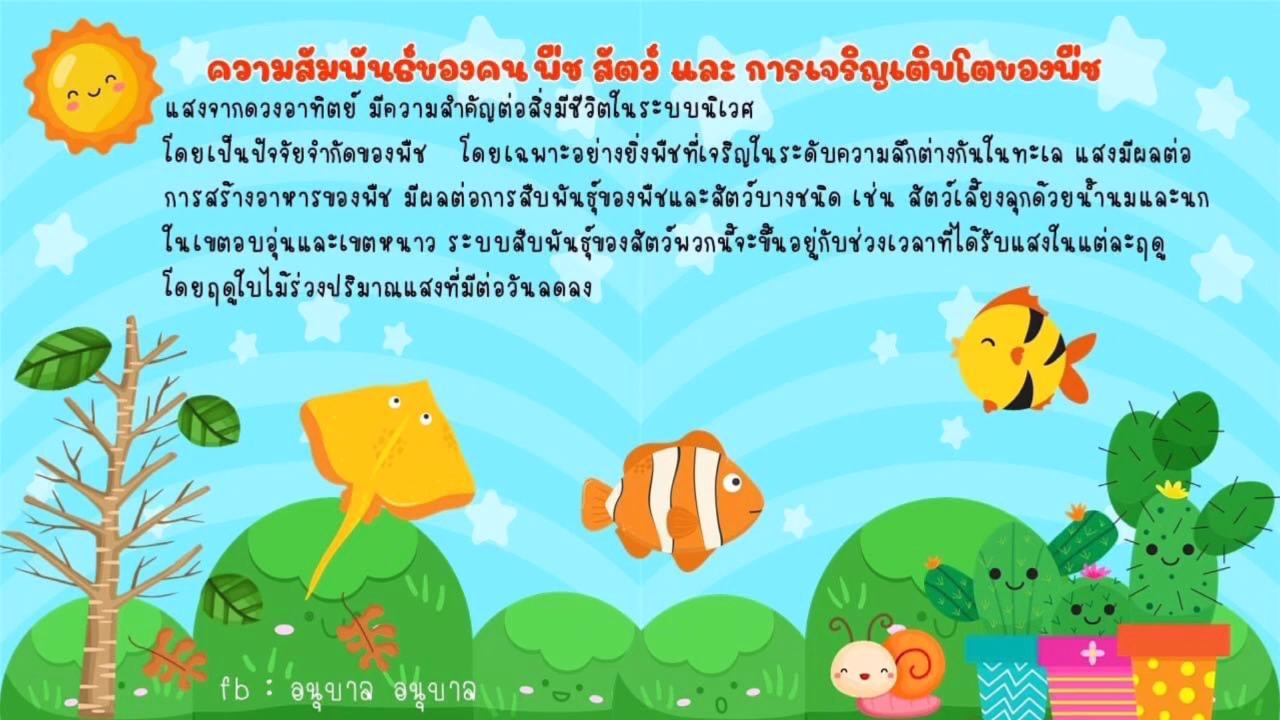 ความสัมพันธ์ของคน พืช สัตว์ และ การเจริญเติบโตของพืช
แสงจากดวงอาทิตย์ มีความสำคัญต่อสิ่งมีชีวิตในระบบนิเวศ
โดยเป็นปัจจัยจำกัดของพืช โดยเฉพาะอย่างยิ่งพืชที่เจริญในระดับความลึกต่างกันในทะเล แสงมีผลต่อ
การสร้างอาหารของพืช มีผลต่อการสืบพันธุ์ของพืชและสัตว์บางชนิด เช่น สัตว์เลี้ยงลูกด้วยน้ำนมและนก
ในเขตอบอุ่นและเขตหนาว ระบบสืบพันธุ์ของสัตว์พวกนี้จะขึ้นอยู่กับช่วงเวลาที่ได้รับแสงในแต่ละฤดู
โดยฤดูใบไม้ร่วงปริมาณแสงที่มีต่อวันลดลง
fb : อนุบาล อนุบาล